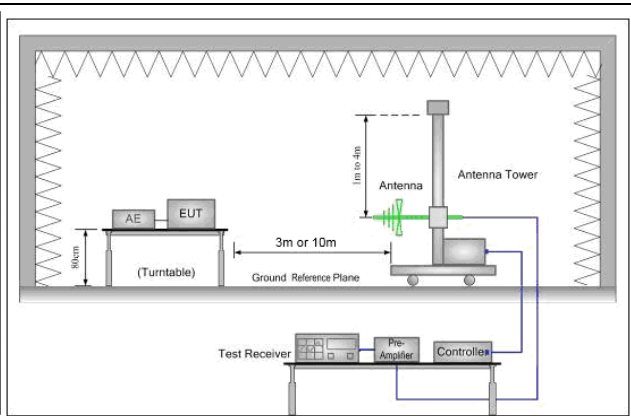 1m to 4m
Antenna
Antenna Tower
AE
EUT
80cm
(Turntable)
3m or 10m
Ground Reference Plane
Test Receiver
Pre-
Amplifier
Controller